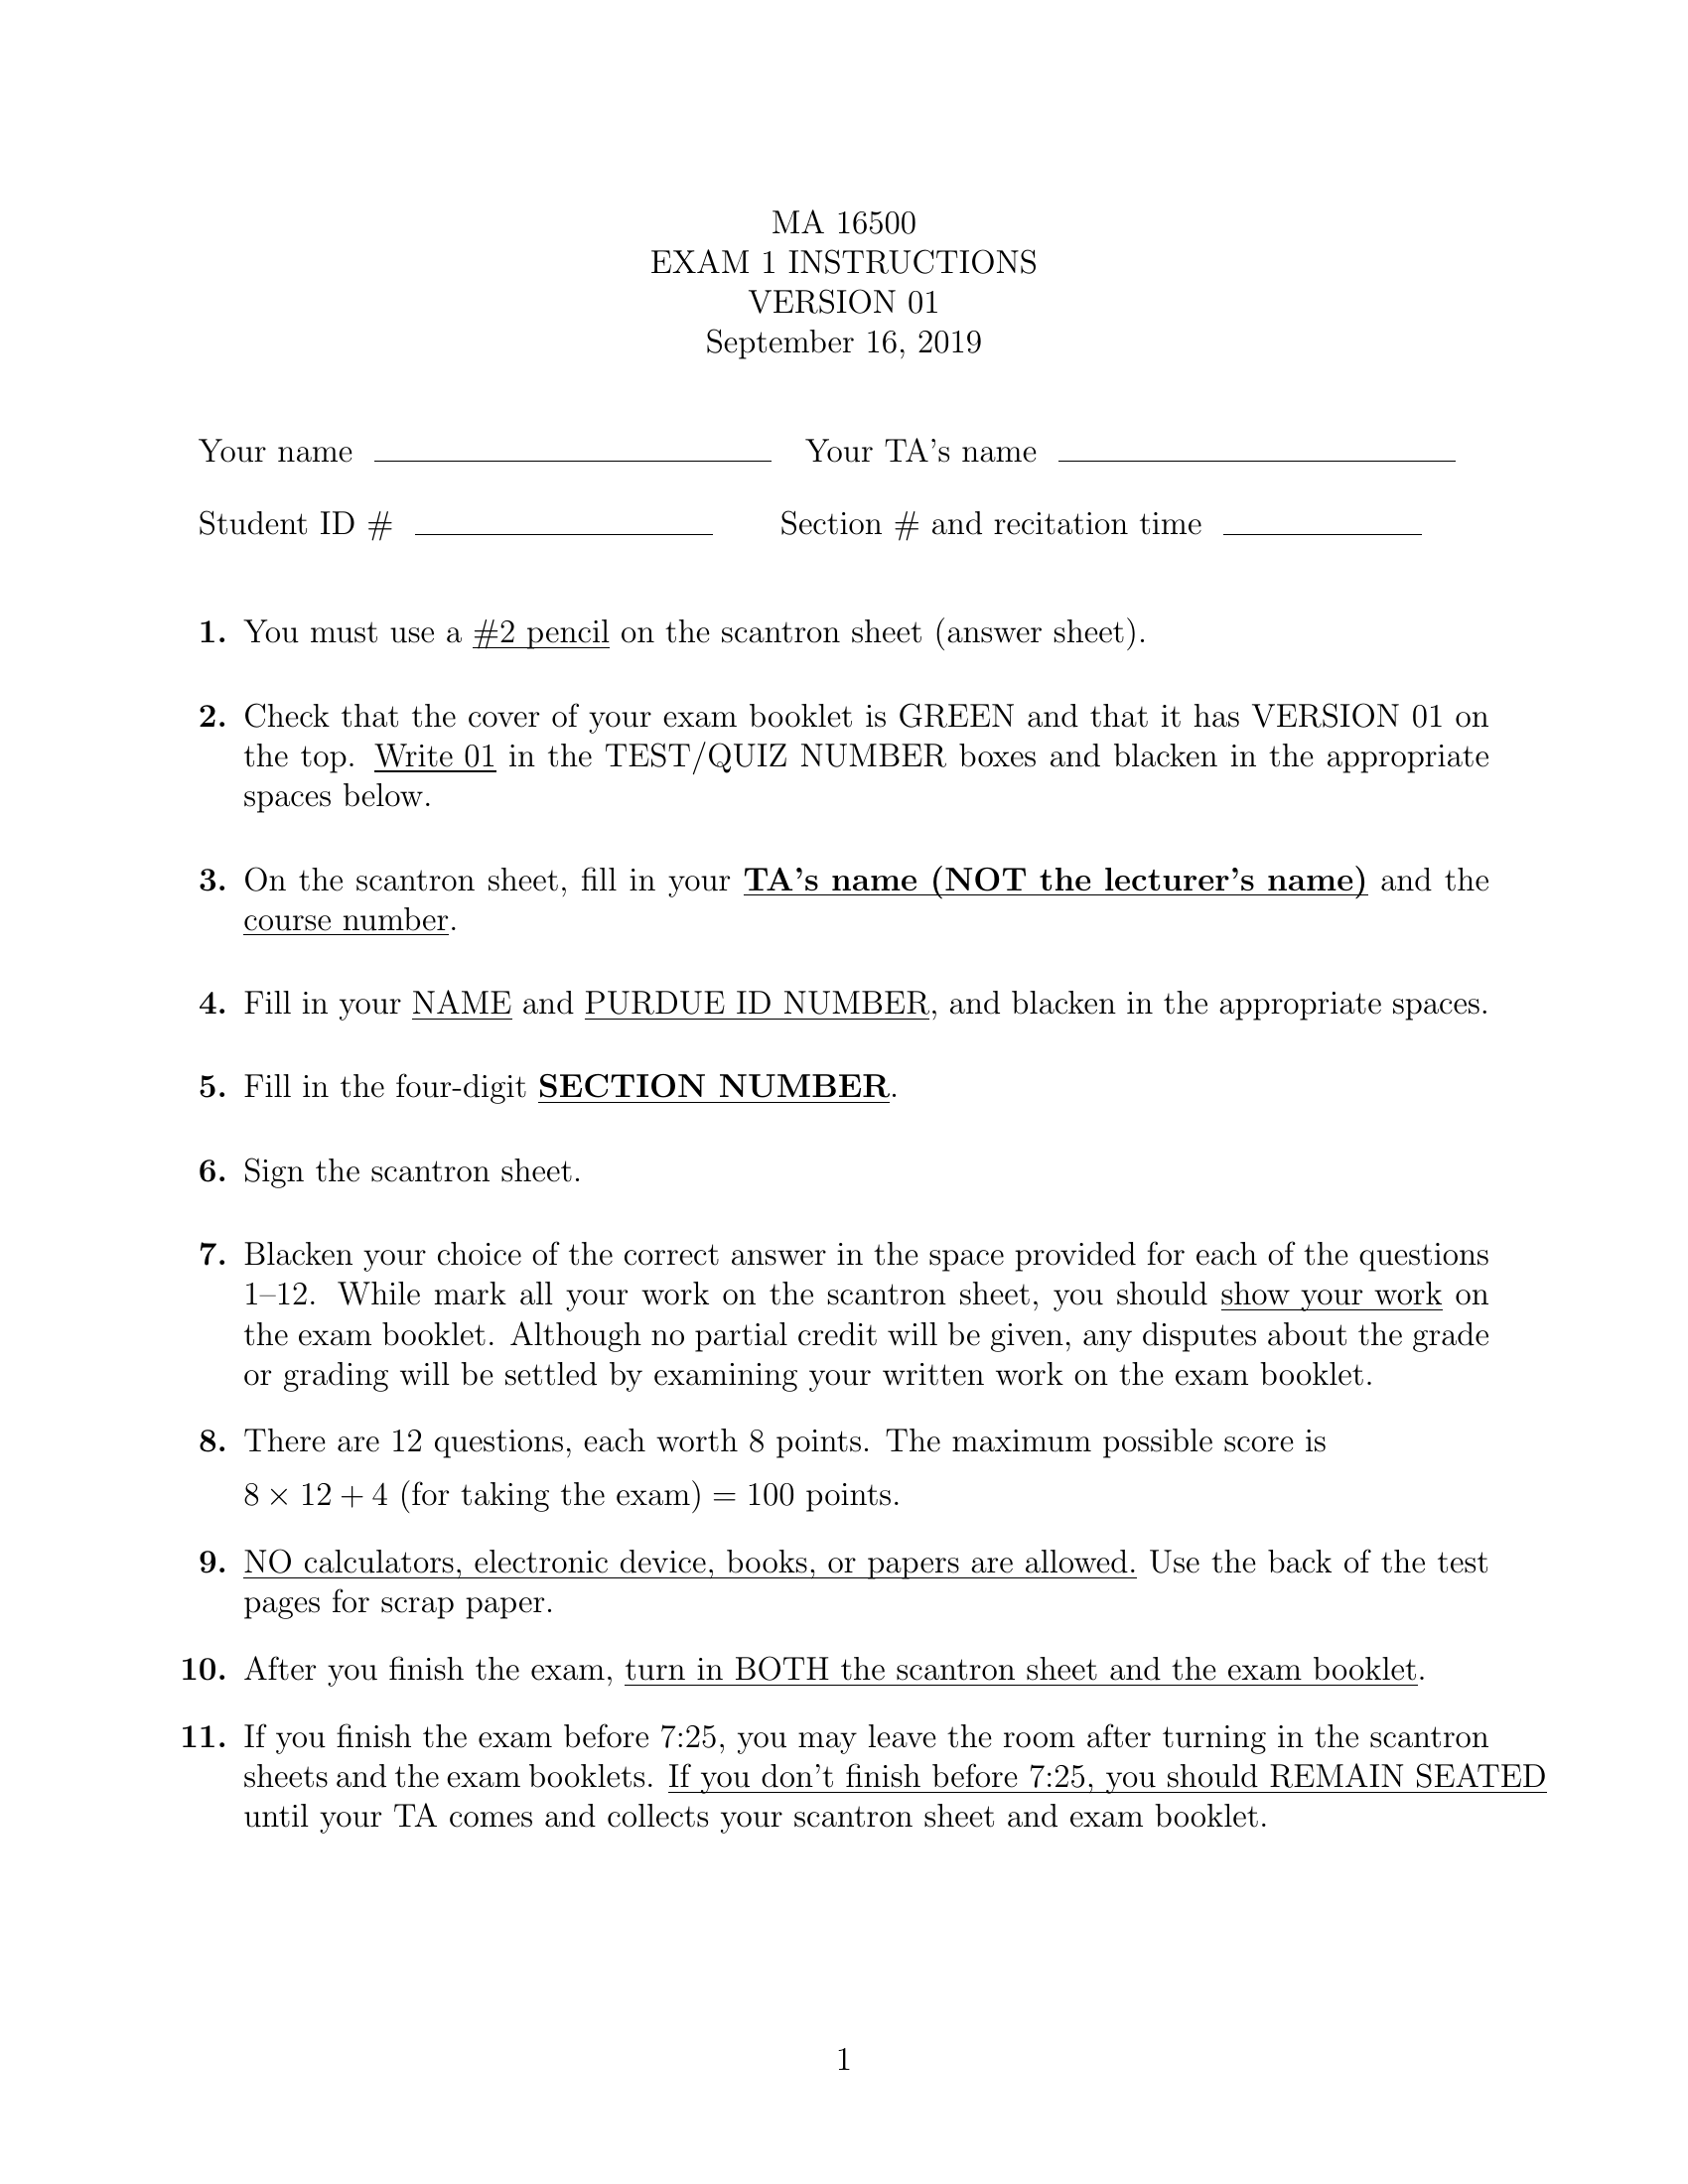 MA 16500
EXAM 1 INSTRUCTIONS
VERSION 01
September 16, 2019
Your name Your TA's name
Student ID # Section # and recitation time
1. You must use a #2 pencil on the scantron sheet (answer sheet).
2. Check that the cover of your exam booklet is GREEN and that it has VERSION 01 on
the top. Write 01 in the TEST/QUIZ NUMBER boxes and blacken in the appropriate
spaces below.
3. On the scantron sheet, fill in your TA's name (NOT the lecturer's name) and the
course number.
4. Fill in your NAME and PURDUE ID NUMBER, and blacken in the appropriate spaces.
5. Fill in the four-digit SECTION NUMBER.
6. Sign the scantron sheet.
7. Blacken your choice of the correct answer in the space provided for each of the questions
1–12. While mark all your work on the scantron sheet, you should show your work on
the exam booklet. Although no partial credit will be given, any disputes about the grade
or grading will be settled by examining your written work on the exam booklet.
8. There are 12 questions, each worth 8 points. The maximum possible score is
8 × 12 + 4 (for taking the exam) = 100 points.
9. NO calculators, electronic device, books, or papers are allowed. Use the back of the test
pages for scrap paper.
10. After you finish the exam, turn in BOTH the scantron sheet and the exam booklet.
11. If you finish the exam before 7:25, you may leave the room after turning in the scantron
sheets and the exam booklets. If you don't finish before 7:25, you should REMAIN SEATED
until your TA comes and collects your scantron sheet and exam booklet.
1